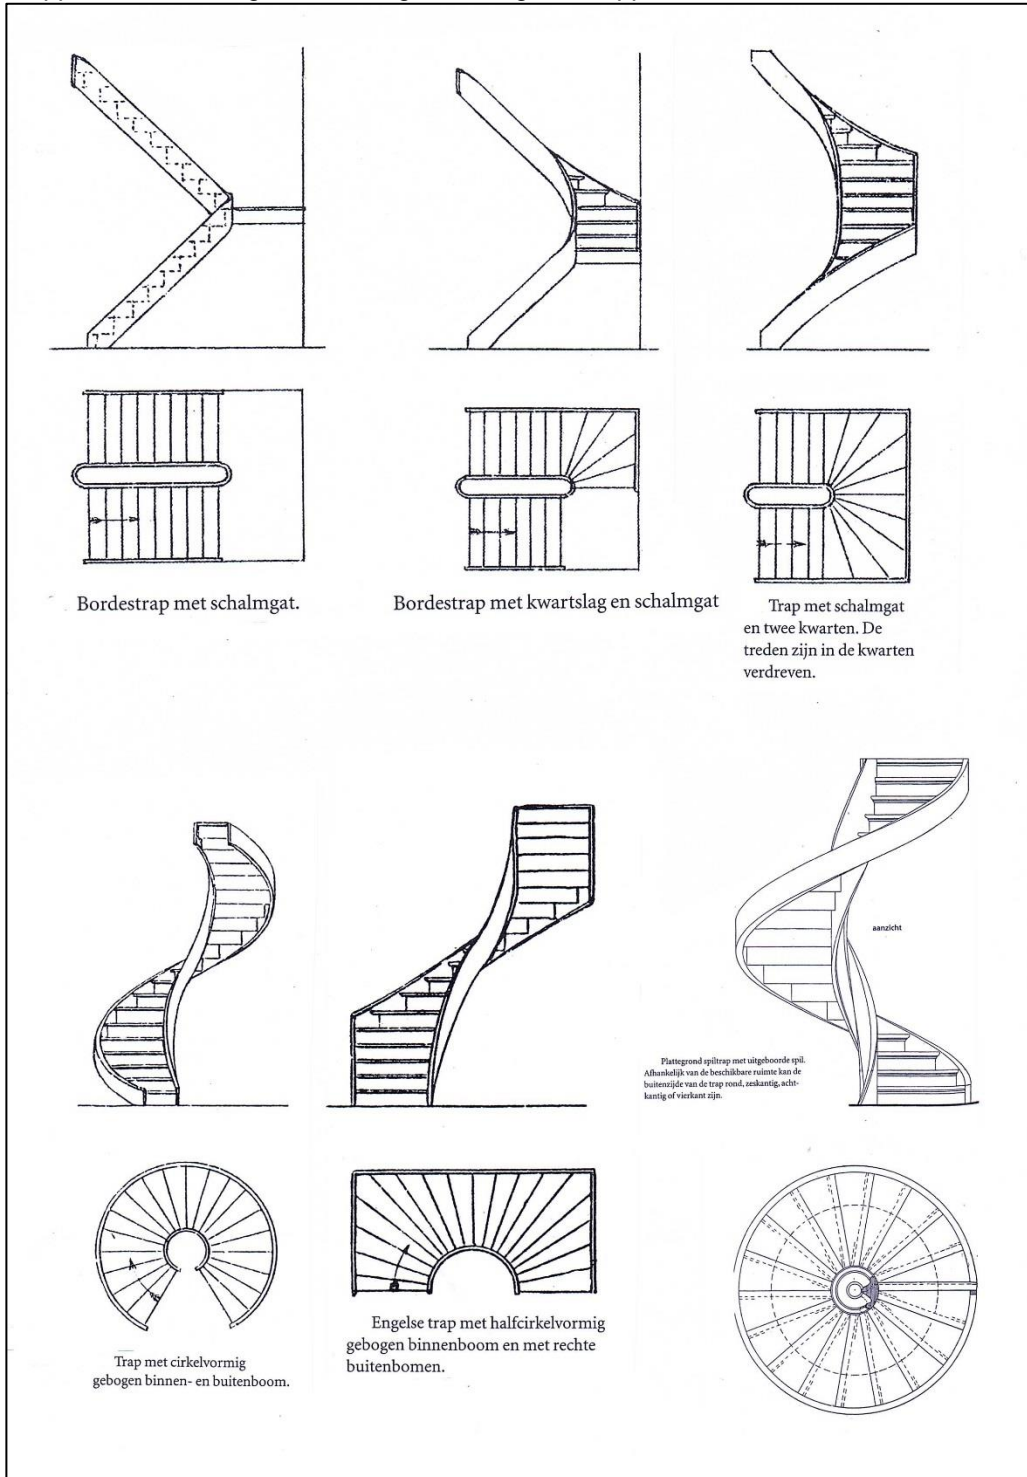 Bordestrap met schalmgat.
Bordestrap met kwartslag en schalmgat
Trap met schalmgat
en twee kwarten. De
treden zijn in de kwarten
verdreven.
aanzicht
Plattegrond spiltrap met uitgeboorde spil.
Afhankelijk van de beschikbare ruimte kan de
buitenzijde van de trap rond, zeskantig, acht-
kantig of vierkant zijn.
Trap met cirkelvormig
gebogen binnen- en buitenboom.
Engelse trap met halfcirkelvormig
gebogen binnenboom en met rechte
buitenbomen.